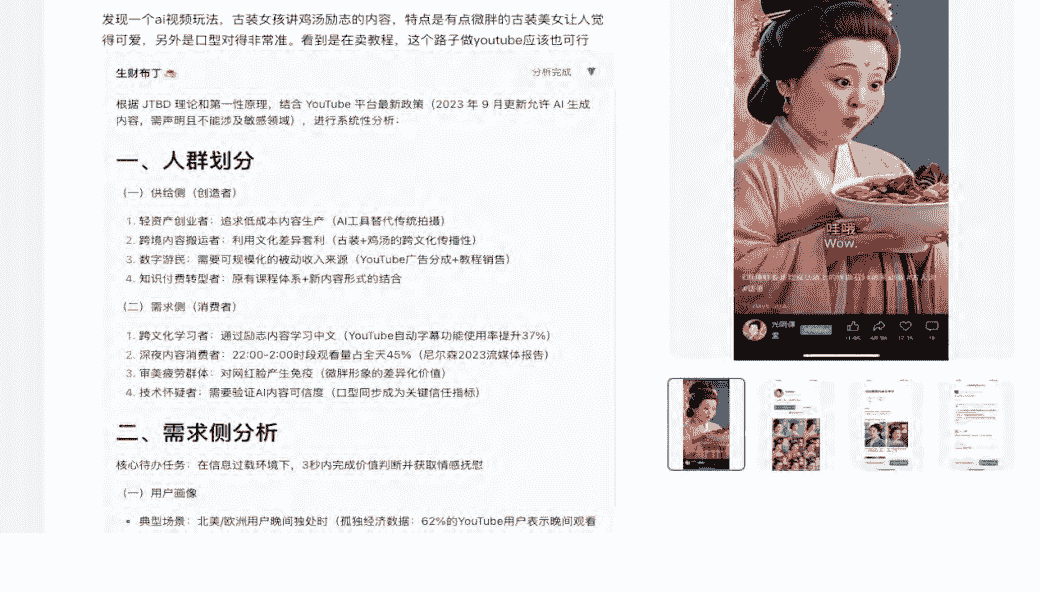 发现一个ai视频玩法，古装女孩讲鸡汤励志的内容，特点是有点微胖的古装美女让人觉
得可爱，另外是口型对得非常准。看到是在卖教程，这个路子做youtube应该也可行
生财布丁
分析完成
根据 JTBD 理论和第一性原理，结合 YouTube 平台最新政策（2023 年 9 月更新允许 AI 生成
内容，需声明且不能涉及敏感领域），进行系统性分析：
一、人群划分
（一）供给侧（创造者）
1. 轻资产创业者：追求低成本内容生产（AI工具替代传统拍摄）
2. 跨境内容搬运者：利用文化差异套利（古装+鸡汤的跨文化传播性）
3. 数字游民：需要可规模化的被动收入来源（YouTube广告分成+教程销售）
4. 知识付费转型者：原有课程体系+新内容形式的结合
（二）需求侧（消费者）
1. 跨文化学习者：通过励志内容学习中文（YouTube自动字幕功能使用率提升37%）
2. 深夜内容消费者：22:00-2:00时段观看量占全天45%（尼尔森2023流媒体报告）
3. 审美疲劳群体：对网红脸产生免疫（微胖形象的差异化价值）
4. 技术怀疑者：需要验证AI内容可信度（口型同步成为关键信任指标）
二、需求侧分析
核心待办任务：在信息过载环境下，3秒内完成价值判断并获取情感抚慰
（一）用户画像
• 典型场景：北美/欧洲用户晚间独处时（孤独经济数据：62%的YouTube用户表示晚间观看
哇哦
Wow.